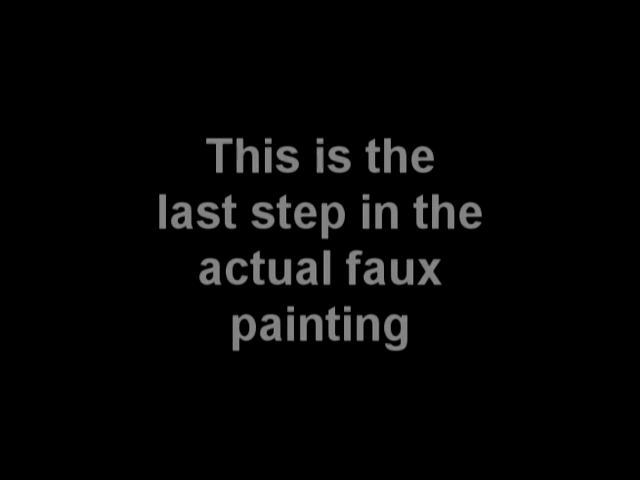 This is the
last step in the
actual faux
painting